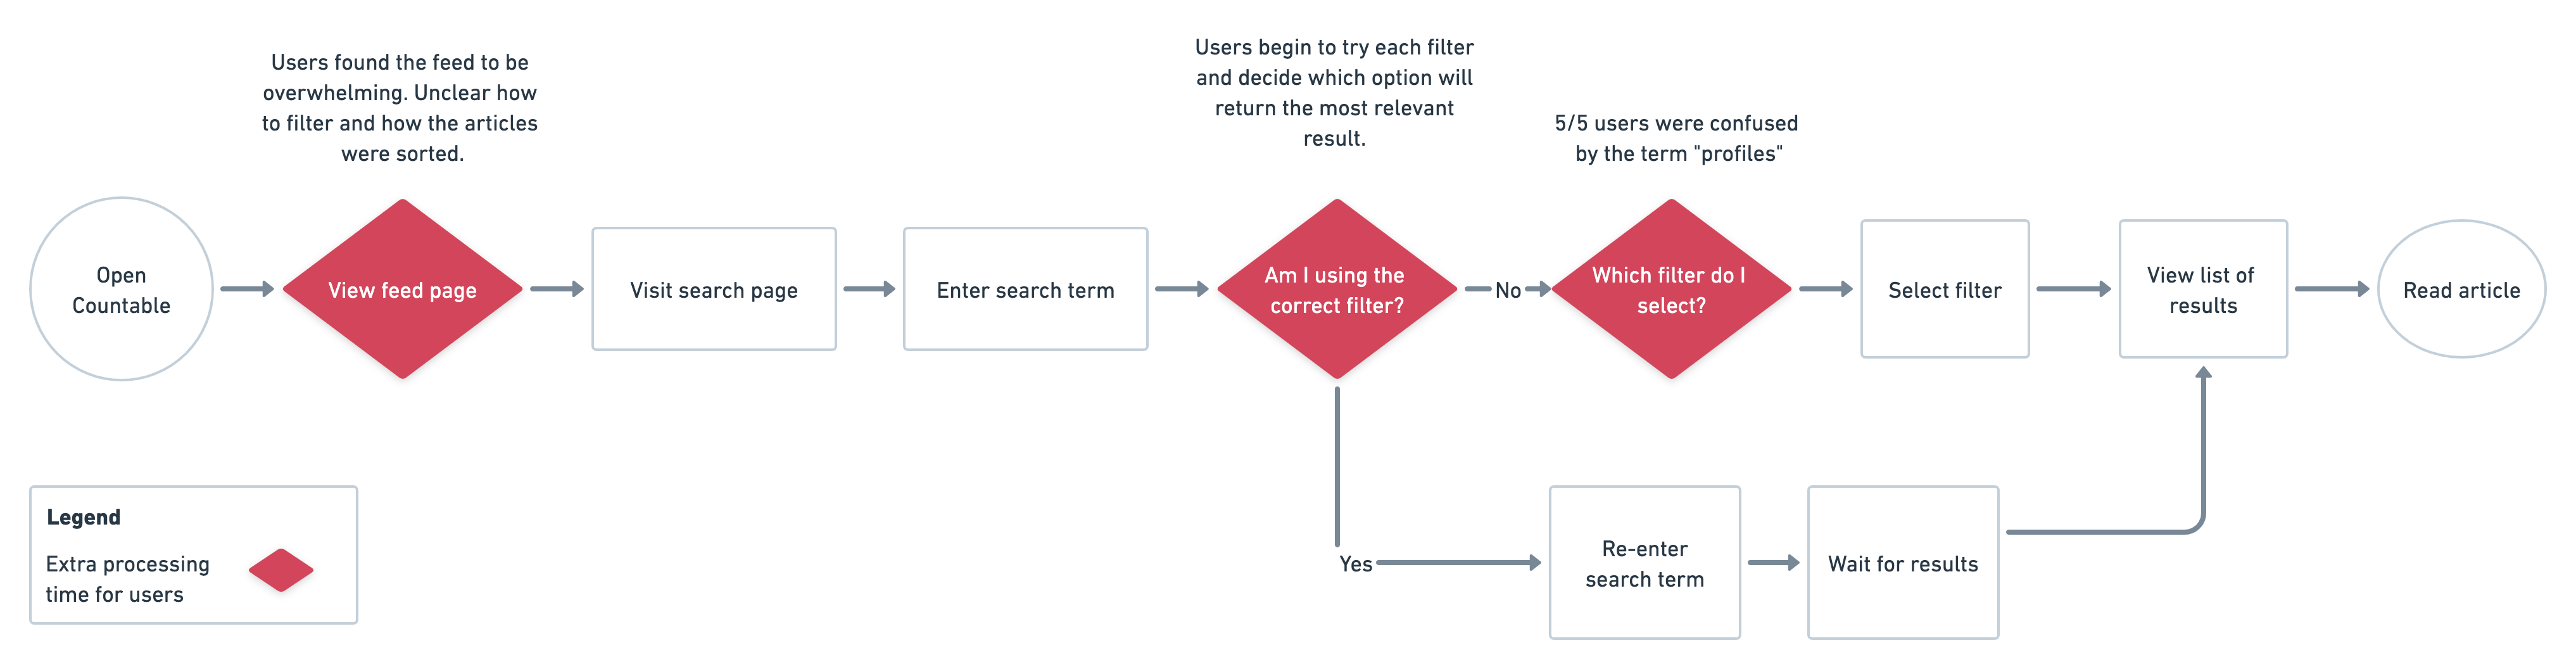 Users found the feed to be
overwhelming. Unclear how
to filter and how the articles
were sorted.
Users begin to try each filter
and decide which option will
return the most relevant
result.
5/5 users were confused
by the term "profiles"
Open
Countable
View feed page
Visit search page
Enter search term
Am I using the
correct filter?
No
Which filter do I
select?
Select filter
View list of
results
Read article
Yes
Re-enter
search term
Wait for results
Legend
Extra processing
time for users